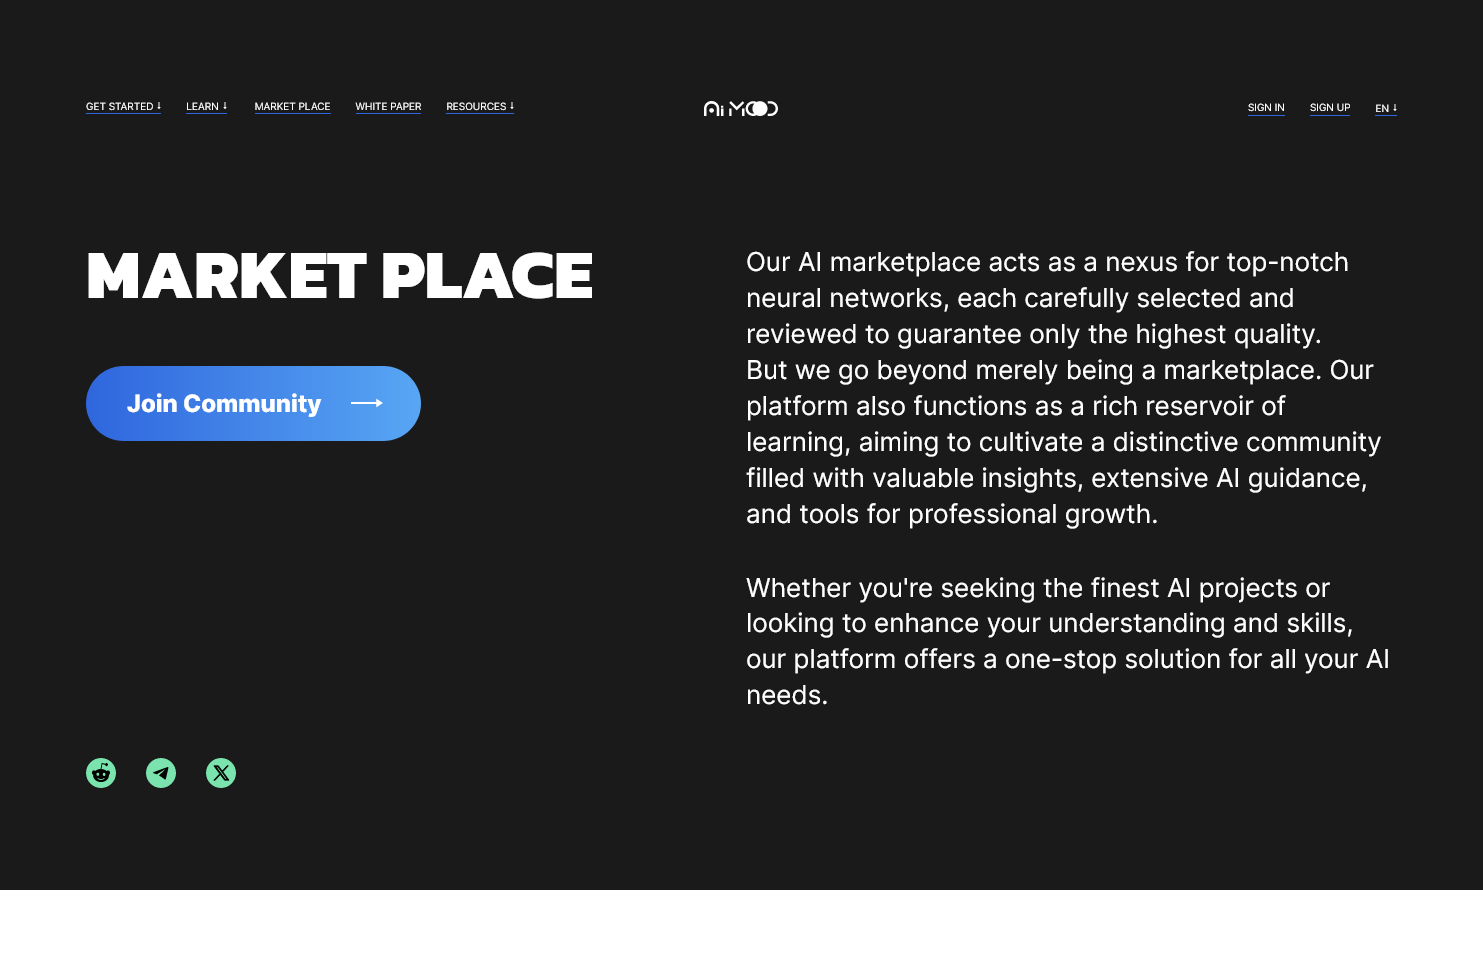 GET STARTED
LEARN
MARKET PLACE
WHITE PAPER
RESOURCES
Ai MOOD
SIGN IN
SIGN UP
EN
MARKET PLACE
Join Community
Our AI marketplace acts as a nexus for top-notch
neural networks, each carefully selected and
reviewed to guarantee only the highest quality.
But we go beyond merely being a marketplace. Our
platform also functions as a rich reservoir of
learning, aiming to cultivate a distinctive community
filled with valuable insights, extensive AI guidance,
and tools for professional growth.
Whether you're seeking the finest AI projects or
looking to enhance your understanding and skills,
our platform offers a one-stop solution for all your AI
needs.